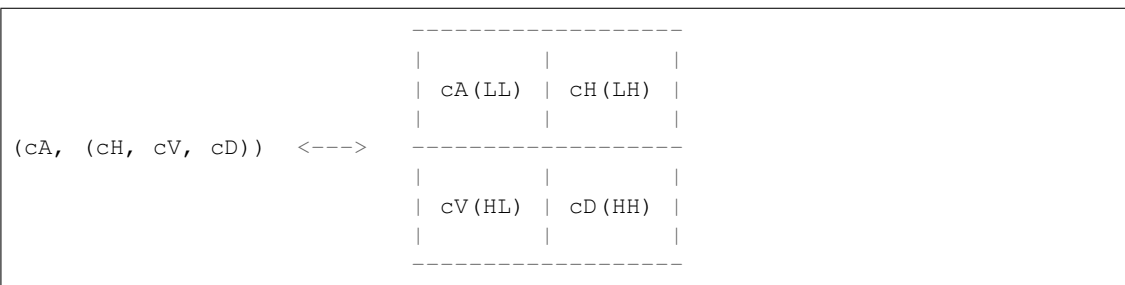 -------------------
|        |        |
| cA(LL) | cH(LH) |
|        |        |
(cA, (cH, cV, cD))  <--->   -------------------
|        |        |
| cV(HL) | cD(HH) |
|        |        |
-------------------